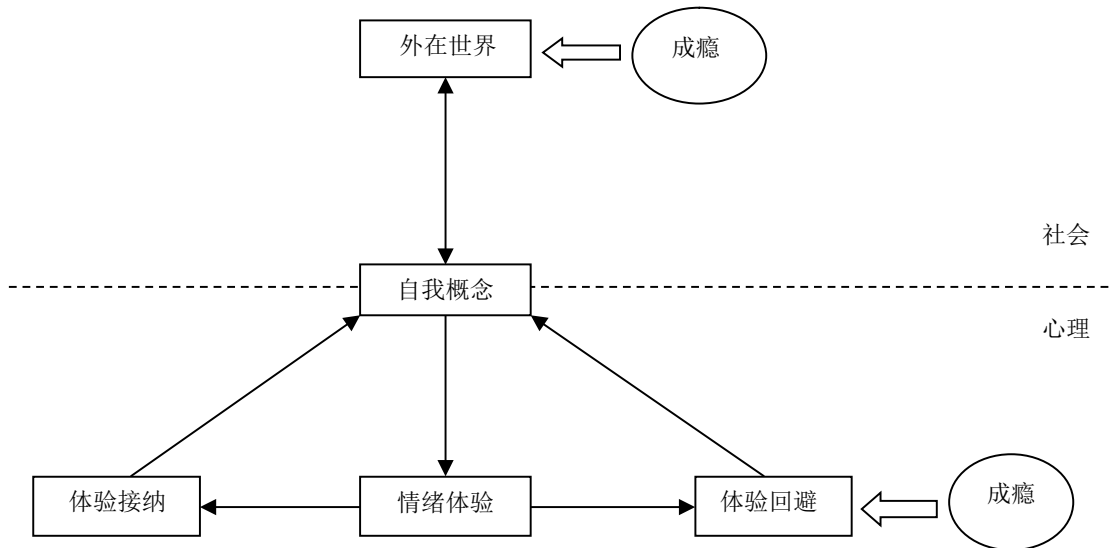 外在世界
成瘾
社会
自我概念
心理
体验接纳
情绪体验
体验回避
成瘾